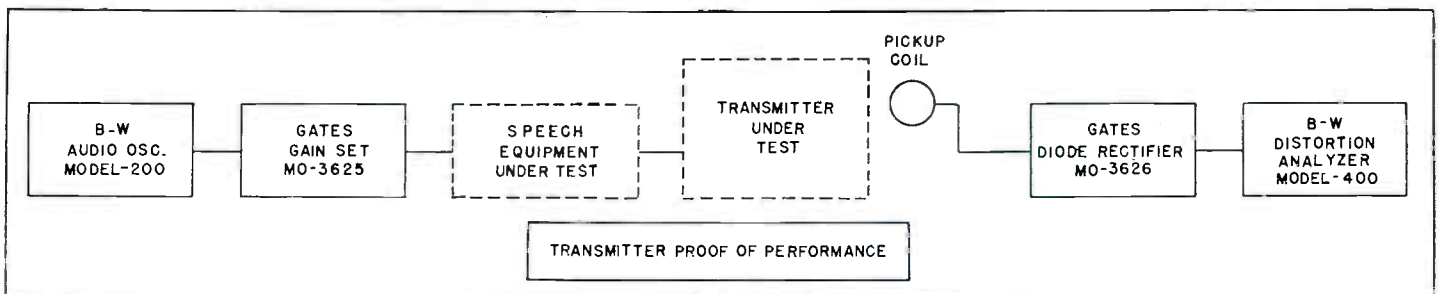 B-W
AUDIO OSC.
MODEL-200
GATES
GAIN SET
MO-3625
SPEECH
EQUIPMENT
UNDER TEST
TRANSMITTER
UNDER
TEST
PICKUP
COIL
GATES
DIODE RECTIFIER
MO-3626
B-W
DISTORTION
ANALYZER
MODEL-400
TRANSMITTER PROOF OF PERFORMANCE